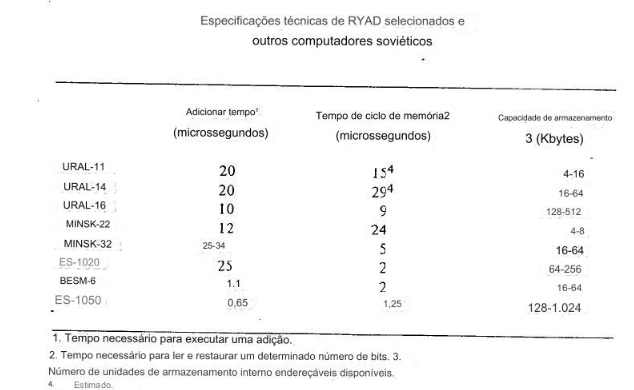 Especificações técnicas de RYAD selecionados e
outros computadores soviéticos
Adicionar tempo¹ Tempo de ciclo de memória2 Capacidade de armazenamento
(microssegundos) (microssegundos) 3 (Kbytes)
URAL-11 20 15⁴ 4-16
URAL-14 20 29⁴ 16-64
URAL-16 10 9 128-512
MINSK-22 12 24 4-8
MINSK-32 25-34 5 16-64
ES-1020 25 2 64-256
BESM-6 1.1 2 16-64
ES-1050 0,65 1,25 128-1.024
1. Tempo necessário para executar uma adição.
2. Tempo necessário para ler e restaurar um determinado número de bits. 3.
Número de unidades de armazenamento interno endereçáveis disponíveis.
4. Estimado.